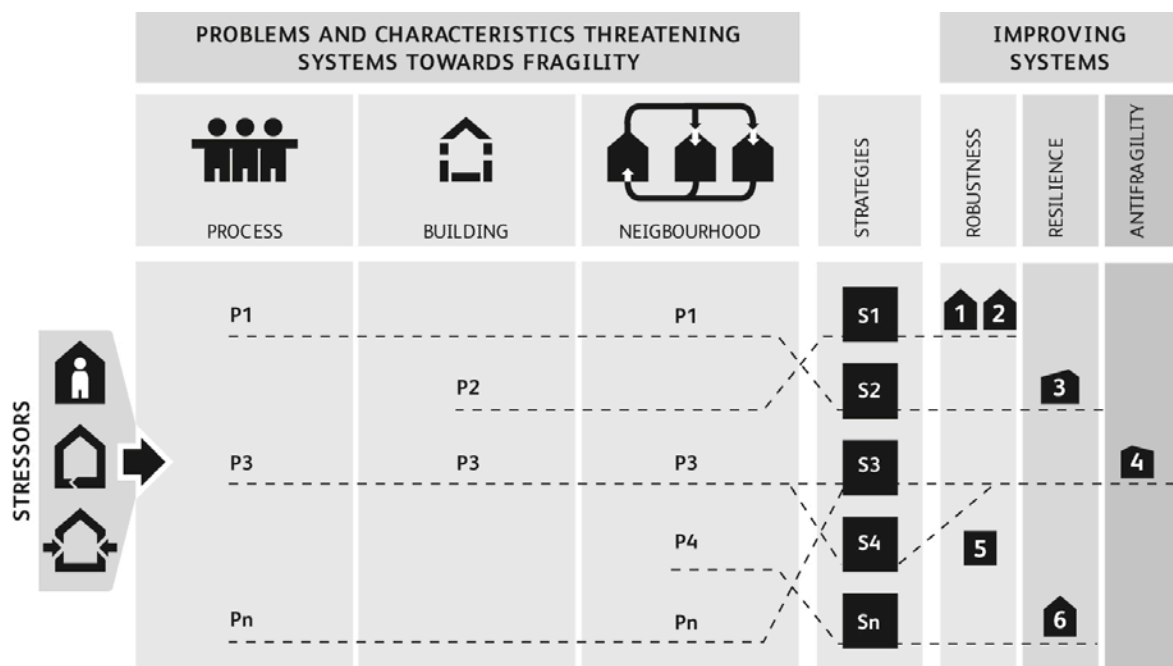 PROBLEMS AND CHARACTERISTICS THREATENING
SYSTEMS TOWARDS FRAGILITY
IMPROVING
SYSTEMS
PROCESS
BUILDING
NEIGBOURHOOD
STRATEGIES
ROBUSTNESS
RESILIENCE
ANTIFRAGILITY
STRESSORS
P1 P1 S1 1 2
P2 S2 3
P3 P3 P3 S3 4
P4 S4 5
Pn Pn Sn 6